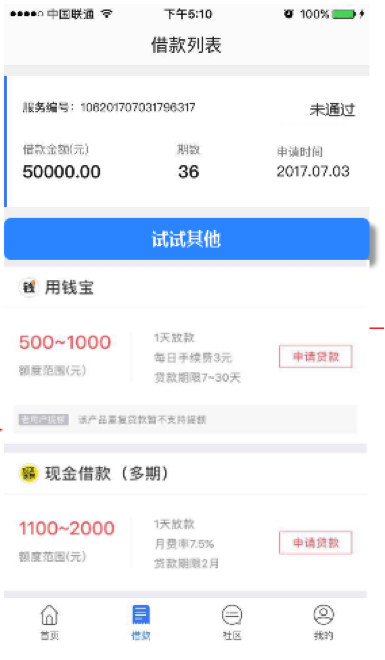 中国联通 下午5:10 100%
借款列表
服务编号：106201707031796317 未通过
借款金额(元) 期数 申请时间
50000.00 36 2017.07.03
试试其他
钱 用钱宝
500~1000 1天放款
每日手续费3元 申请贷款
额度范围(元) 贷款期限7~30天
老用户提额 该产品重复贷款暂不支持提额
现金借款（多期）
1100~2000 1天放款
月费率7.5% 申请贷款
额度范围(元) 贷款期限2月
首页 借款 社区 我的